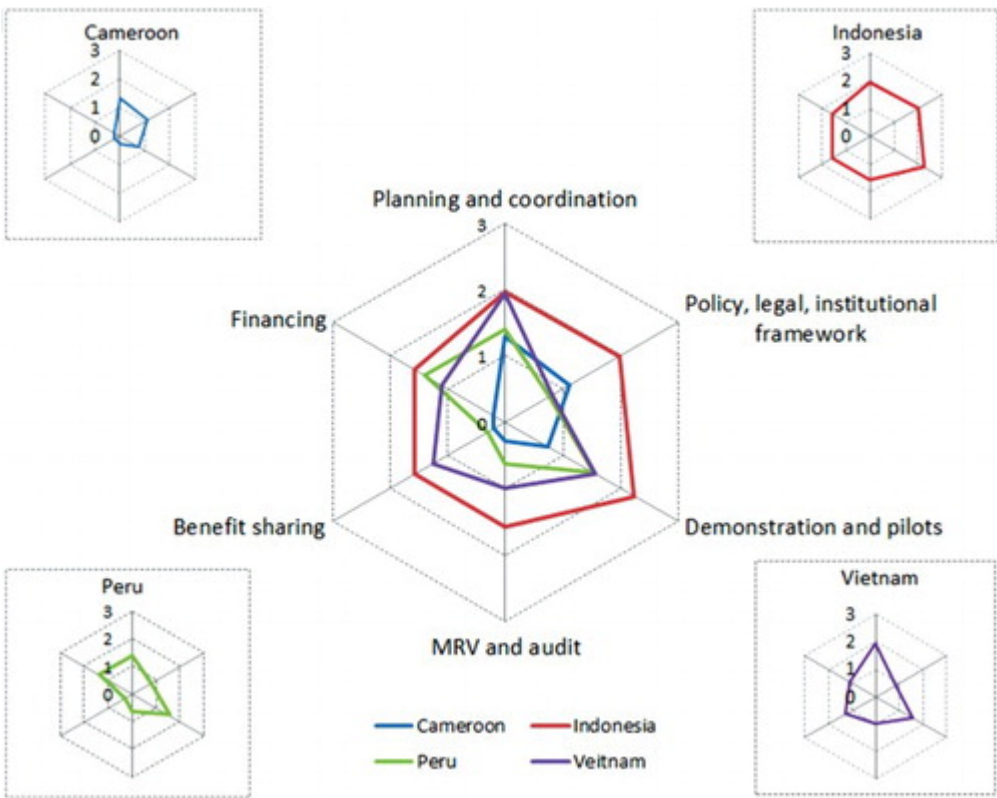 Cameroon
3
2
1
0
Indonesia
3
2
1
0
Planning and coordination
3
2
1
0
Policy, legal, institutional
framework
Financing
Benefit sharing
Demonstration and pilots
MRV and audit
Peru
3
2
1
0
Vietnam
3
2
1
0
Cameroon
Indonesia
Peru
Veitnam